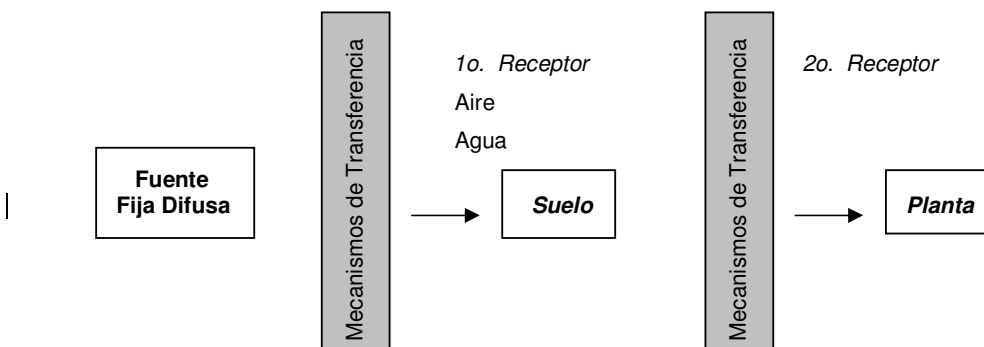 Fuente
Fija Difusa
Mecanismos de Transferencia
1o. Receptor
Aire
Agua
Suelo
Mecanismos de Transferencia
2o. Receptor
Planta